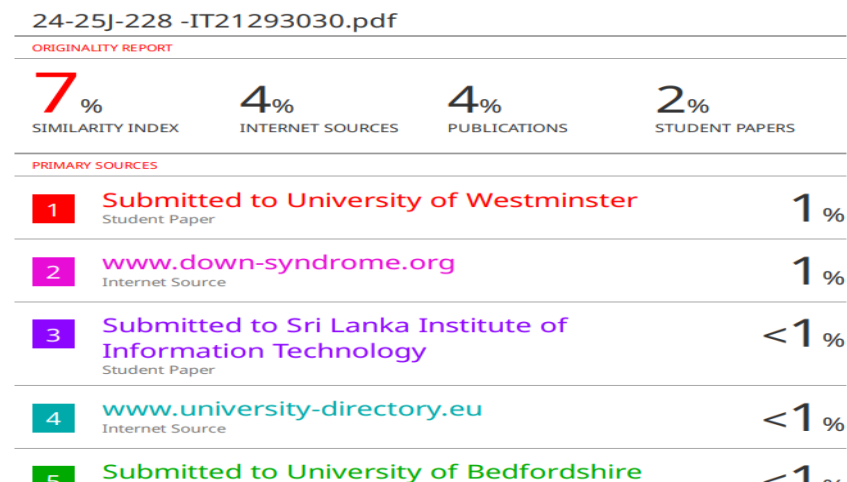 24-25J-228 -IT21293030.pdf
ORIGINALITY REPORT
7%
4%
4%
2%
SIMILARITY INDEX
INTERNET SOURCES
PUBLICATIONS
STUDENT PAPERS
PRIMARY SOURCES
1 Submitted to University of Westminster 1%
Student Paper
2 www.down-syndrome.org 1%
Internet Source
3 Submitted to Sri Lanka Institute of <1%
Information Technology
Student Paper
4 www.university-directory.eu <1%
Internet Source
5 Submitted to University of Bedfordshire <1%